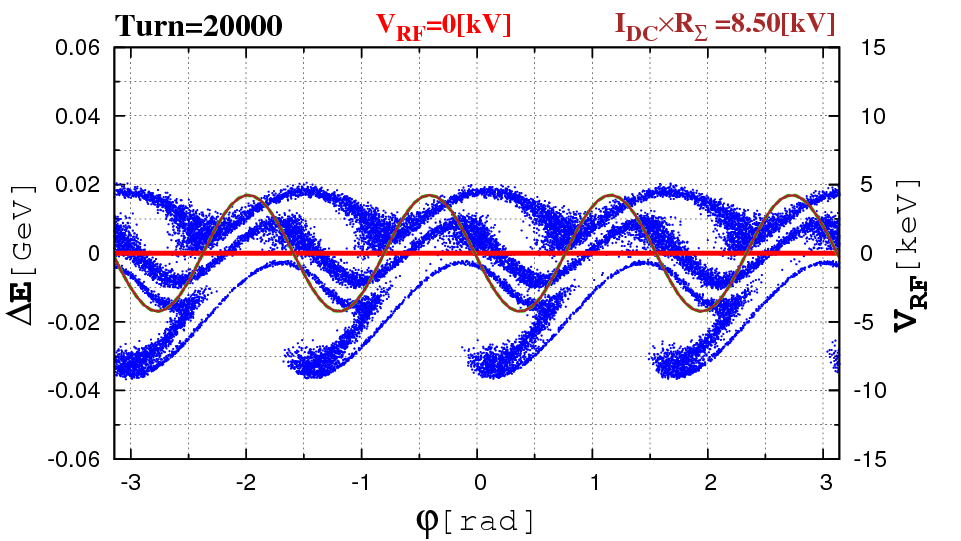 Turn=20000 V_RF=0[kV] I_DC×R_Σ =8.50[kV]
0.06 15
0.04 10
0.02 5
0 0
-0.02 -5
-0.04 -10
-0.06 -15
ΔE[GeV]
V_RF[keV]
-3 -2 -1 0 1 2 3
φ[rad]